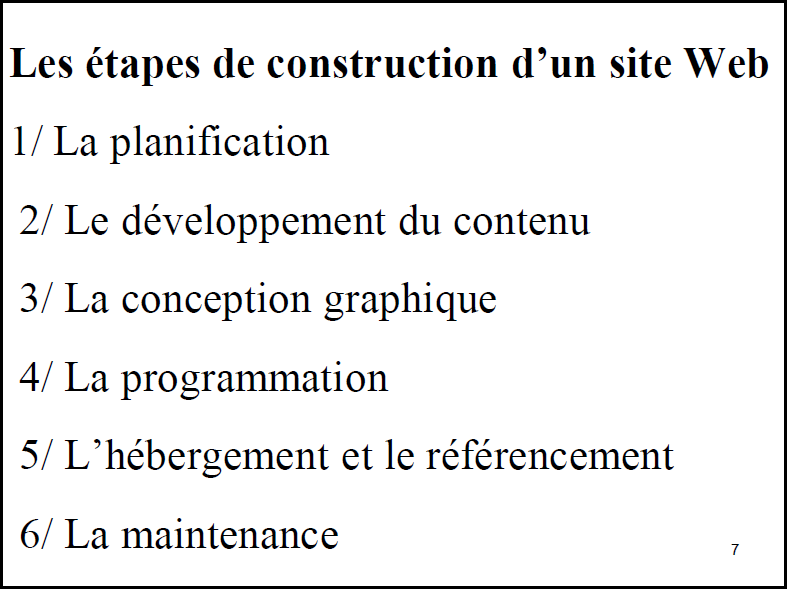 Les étapes de construction d’un site Web
1/ La planification
2/ Le développement du contenu
3/ La conception graphique
4/ La programmation
5/ L’hébergement et le référencement
6/ La maintenance
7